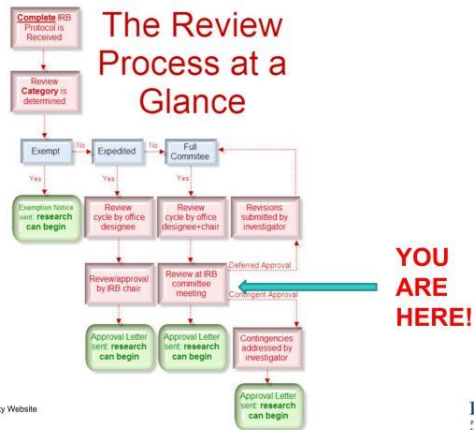 The Review
Process at a
Glance
Complete IRB
Protocol is
Received
Review
Category is
determined
Exempt
No
Expedited
No
Full
Commitee
Yes
Yes
Yes
Exemption Notice
sent: research
can begin
Review
cycle by office
designee
Review
cycle by office
designee+chair
Revisions
submitted by
investigator
Review/approval
by IRB chair
Review at IRB
committee
meeting
Deferred Approval
Contingent Approval
YOU
ARE
HERE!
Approval Letter
sent: research
can begin
Approval Letter
sent: research
can begin
Contingencies
addressed by
investigator
Approval Letter
sent: research
can begin
ty Website